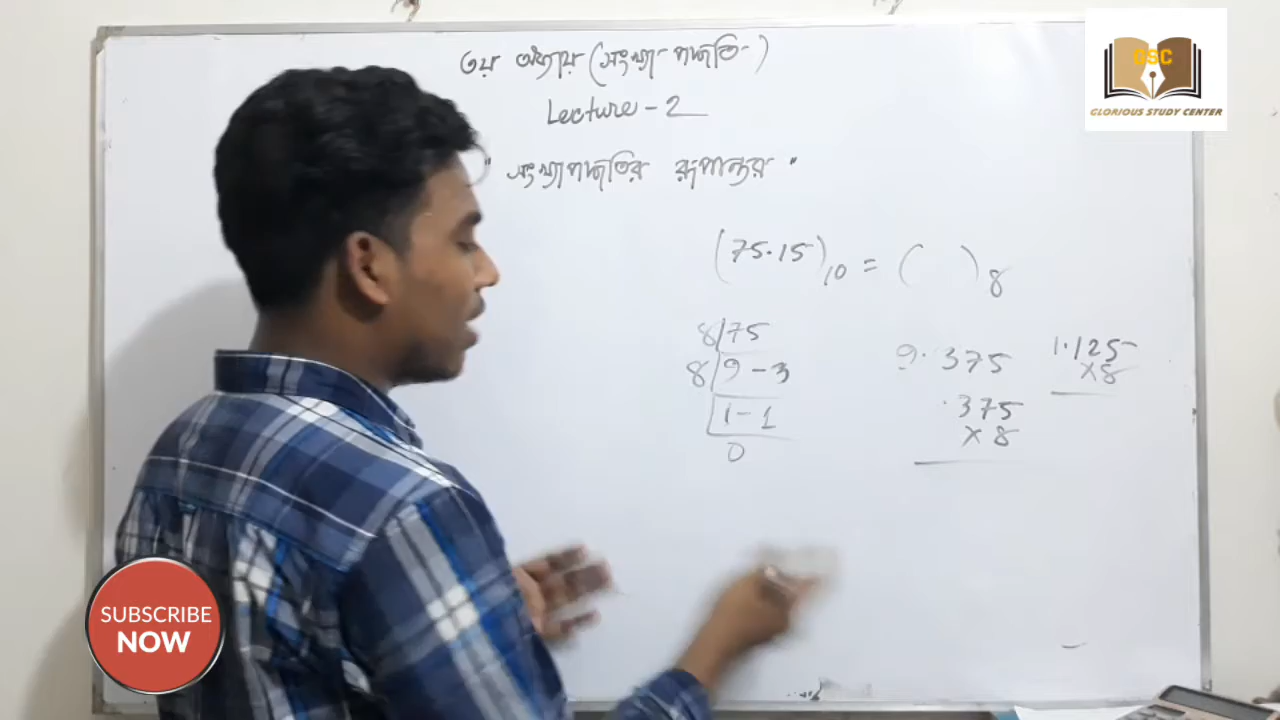 ৩য় অধ্যায় (সংখ্যা পদ্ধতি)
Lecture - 2
" সংখ্যাপদ্ধতির রূপান্তর "
(75.15)10 = ( )8
8|75
8|9 - 3
1 - 1
0
9.375
.375
× 8
1.125
×8
GSC
GLORIOUS STUDY CENTER
SUBSCRIBE
NOW